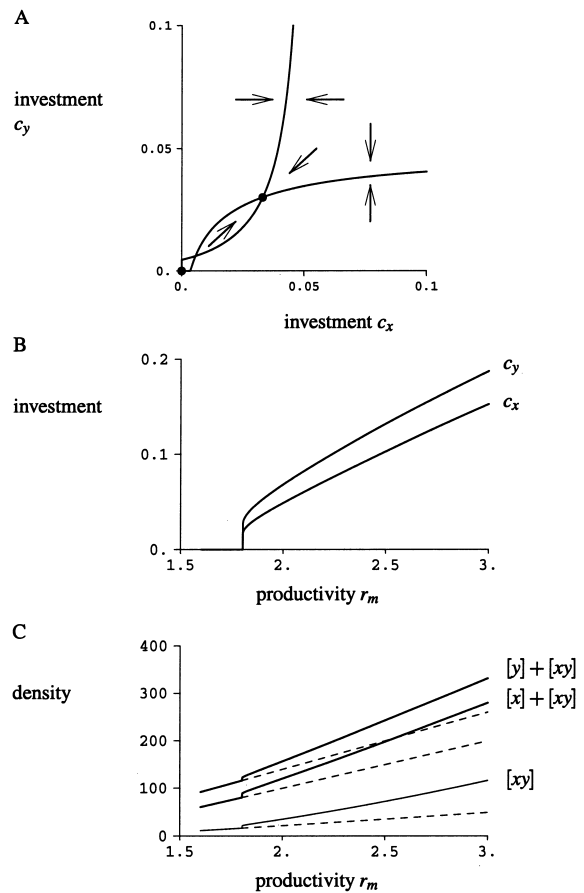 A
0.1
investment
c_y
0.05
0.
0.
0.05
0.1
investment c_x
B
0.2
c_y
investment
c_x
0.1
0.
1.5
2.
2.5
3.
productivity r_m
C
400
[y] + [xy]
density
300
[x] + [xy]
200
[xy]
100
0
1.5
2.
2.5
3.
productivity r_m